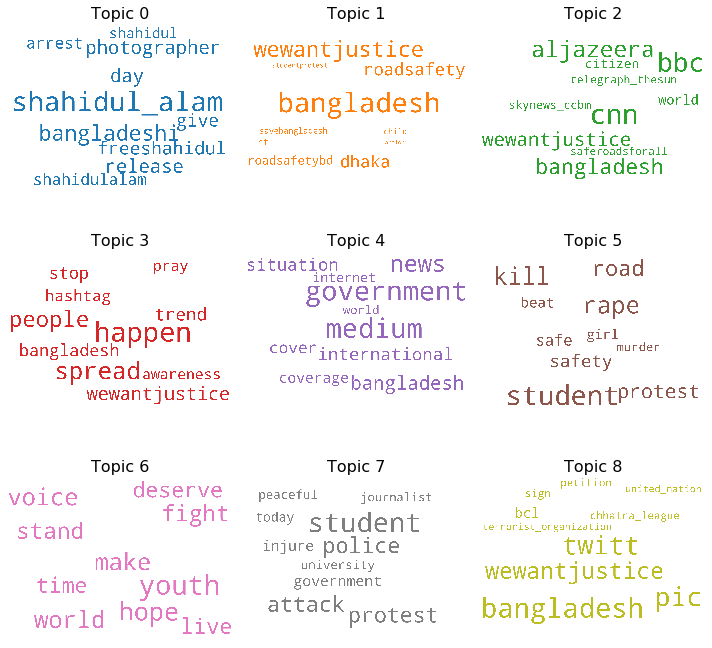 Topic 0
shahidul
arrest photographer
day
shahidul_alam
give
bangladeshi
freeshahidul
release
shahidulalam
Topic 1
wewantjustice
studentprotest
roadsafety
bangladesh
savebangladesh child
roadsafetybd dhaka
Topic 2
aljazeera
citizen bbc
telegraph_thesun
skynews_ccbm world
cnn
wewantjustice
saferoadsforall
bangladesh
Topic 3
stop pray
hashtag
people trend
happen
bangladesh
spread awareness
wewantjustice
Topic 4
situation news
internet
government
world
medium
cover international
coverage bangladesh
Topic 5
kill road
beat rape
safe girl
murder
safety
student protest
Topic 6
voice deserve
stand fight
make
time youth
world hope live
Topic 7
peaceful journalist
today student
injure police
university
government
attack protest
Topic 8
petition
sign united_nation
bcl chhatra_league
terrorist_organization
twitt
wewantjustice
bangladesh pic